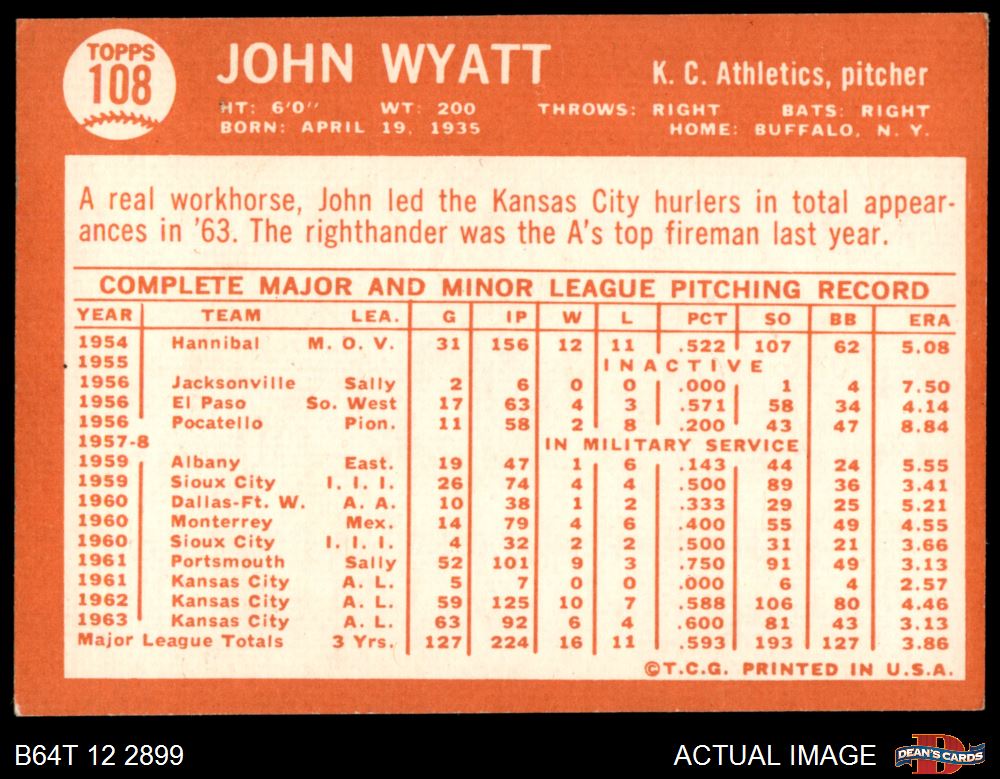 TOPPS
108
JOHN WYATT
K. C. Athletics, pitcher
HT: 6'0" WT: 200 THROWS: RIGHT BATS: RIGHT
BORN: APRIL 19, 1935 HOME: BUFFALO, N. Y.
A real workhorse, John led the Kansas City hurlers in total appear-
ances in '63. The righthander was the A's top fireman last year.
COMPLETE MAJOR AND MINOR LEAGUE PITCHING RECORD
YEAR TEAM LEA. G IP W L PCT SO BB ERA
1954 Hannibal M. O. V. 31 156 12 11 .522 107 62 5.08
1955 INACTIVE
1956 Jacksonville Sally 2 6 0 0 .000 1 4 7.50
1956 El Paso So. West 17 63 4 3 .571 58 34 4.14
1956 Pocatello Pion. 11 58 2 8 .200 43 47 8.84
1957-8 IN MILITARY SERVICE
1959 Albany East. 19 47 1 6 .143 44 24 5.55
1959 Sioux City I. I. I. 26 74 4 4 .500 89 36 3.41
1960 Dallas-Ft. W. A. A. 10 38 1 2 .333 29 25 5.21
1960 Monterrey Mex. 14 79 4 6 .400 55 49 4.55
1960 Sioux City I. I. I. 4 32 2 2 .500 31 21 3.66
1961 Portsmouth Sally 52 101 9 3 .750 91 49 3.13
1961 Kansas City A. L. 5 7 0 0 .000 6 4 2.57
1962 Kansas City A. L. 59 125 10 7 .588 106 80 4.46
1963 Kansas City A. L. 63 92 6 4 .600 81 43 3.13
Major League Totals 3 Yrs. 127 224 16 11 .593 193 127 3.86
©T.C.G. PRINTED IN U.S.A.
B64T 12 2899
ACTUAL IMAGE
DEAN'S CARDS